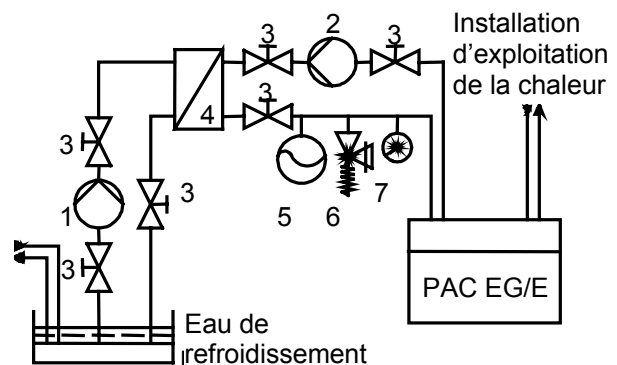 2
Installation
d'exploitation
de la chaleur
3
3
3
4
3
3
1
5
6
7
3
PAC EG/E
Eau de
refroidissement